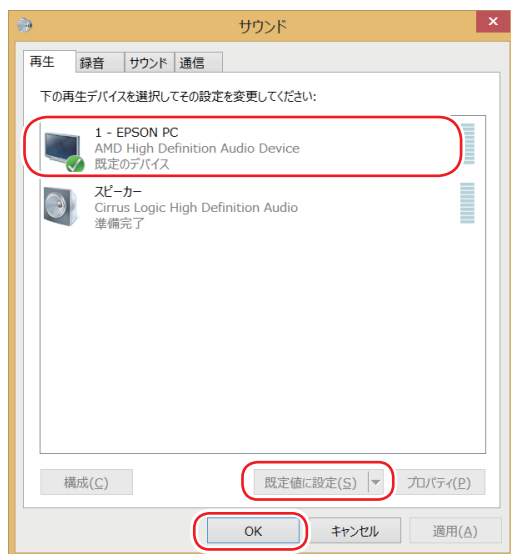 サウンド
再生 録音 サウンド 通信
下の再生デバイスを選択してその設定を変更してください:
1 - EPSON PC
AMD High Definition Audio Device
既定のデバイス
スピーカー
Cirrus Logic High Definition Audio
準備完了
構成(C) 既定値に設定(S) プロパティ(P)
OK キャンセル 適用(A)